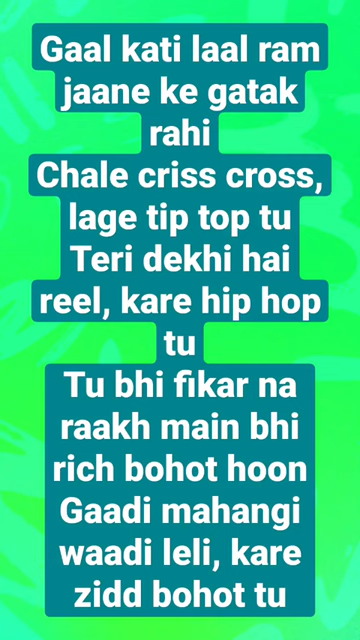 Gaal kati laal ram
jaane ke gatak
rahi
Chale criss cross,
lage tip top tu
Teri dekhi hai
reel, kare hip hop
tu
Tu bhi fikar na
raakh main bhi
rich bohot hoon
Gaadi mahangi
waadi leli, kare
zidd bohot tu